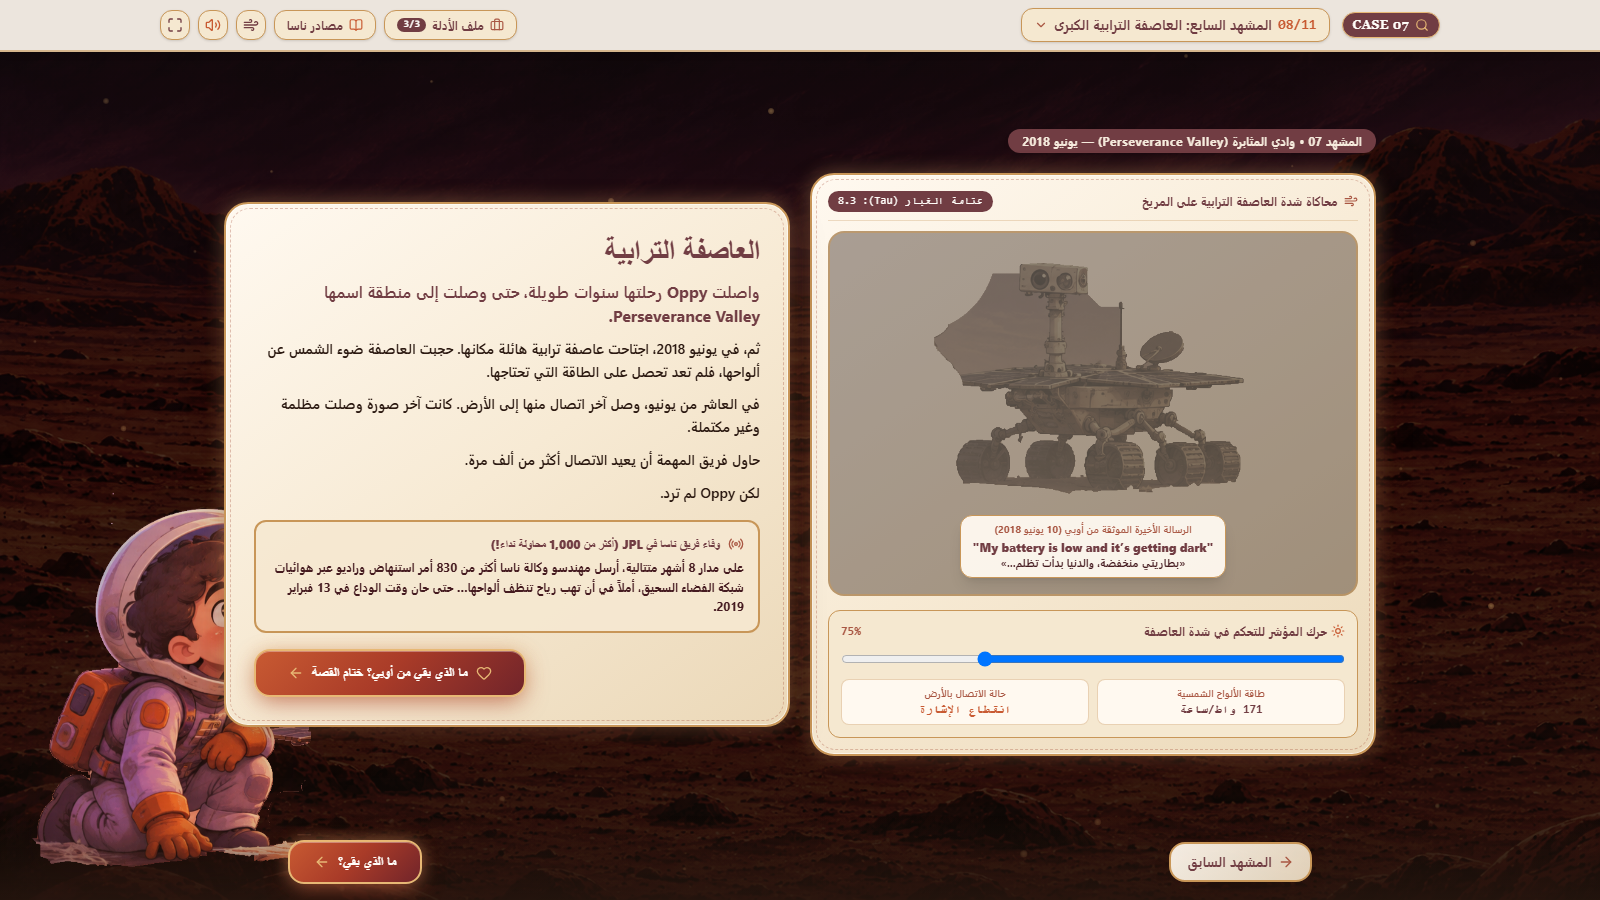 CASE 07
08/11 المشهد السابع: العاصفة الترابية الكبرى
ملف الأدلة 3/3
مصادر ناسا
المشهد 07 • وادي المثابرة (Perseverance Valley) — يونيو 2018
محاكاة شدة العاصفة الترابية على المريخ
عتامة الغبار (Tau): 8.3
الرسالة الأخيرة الموثقة من أوبي (10 يونيو 2018)
"My battery is low and it’s getting dark"
«بطاريتي منخفضة، والدنيا بدأت تظلم...»
حرك المؤشر للتحكم في شدة العاصفة
75%
طاقة الألواح الشمسية
171 واط/ساعة
حالة الاتصال بالأرض
انقطاع الإشارة
العاصفة الترابية
واصلت Oppy رحلتها سنوات طويلة، حتى وصلت إلى منطقة اسمها
Perseverance Valley.
ثم، في يونيو 2018، اجتاحت عاصفة ترابية هائلة مكانها. حجبت العاصفة ضوء الشمس عن
ألواحها، فلم تعد تحصل على الطاقة التي تحتاجها.
في العاشر من يونيو، وصل آخر اتصال منها إلى الأرض. كانت آخر صورة وصلت مظلمة
وغير مكتملة.
حاول فريق المهمة أن يعيد الاتصال أكثر من ألف مرة.
لكن Oppy لم ترد.
وفاء فريق ناسا في JPL (أكثر من 1,000 محاولة نداء!)
على مدار 8 أشهر متتالية، أرسل مهندسو وكالة ناسا أكثر من 830 أمر استنهاض وراديو عبر هوائيات
شبكة الفضاء السحيق، أملاً في أن تهب رياح تنظف ألواحها... حتى حان وقت الوداع في 13 فبراير
2019.
ما الذي بقي من أوبي؟ ختام القصة
المشهد السابق
ما الذي بقي؟